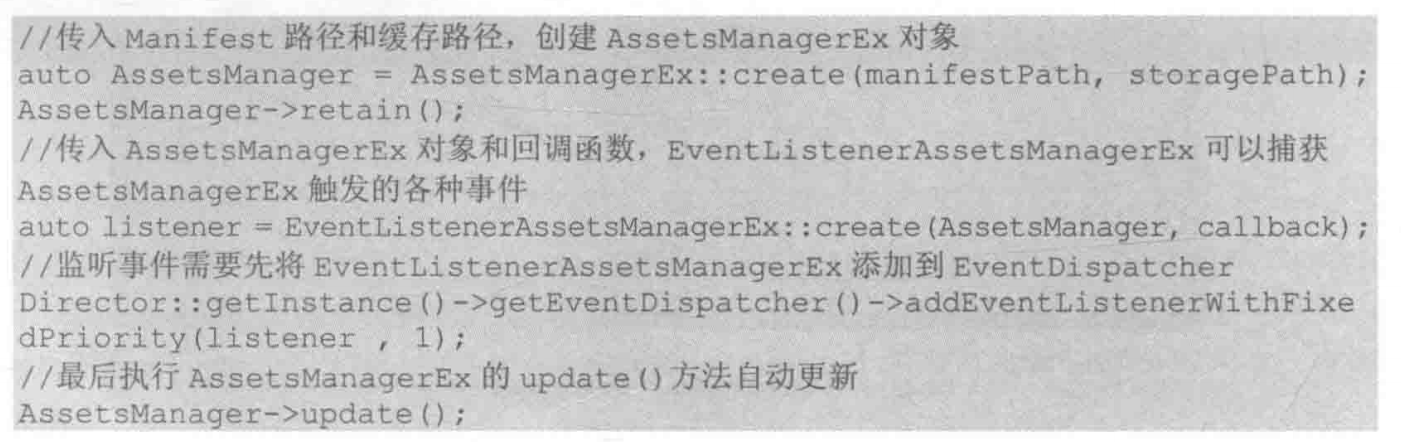 //传入 Manifest 路径和缓存路径，创建 AssetsManagerEx 对象
auto AssetsManager = AssetsManagerEx::create(manifestPath, storagePath);
AssetsManager->retain();
//传入 AssetsManagerEx 对象和回调函数，EventListenerAssetsManagerEx 可以捕获
AssetsManagerEx 触发的各种事件
auto listener = EventListenerAssetsManagerEx::create(AssetsManager, callback);
//监听事件需要先将 EventListenerAssetsManagerEx 添加到 EventDispatcher
Director::getInstance()->getEventDispatcher()->addEventListenerWithFixe
dPriority(listener , 1);
//最后执行 AssetsManagerEx 的 update()方法自动更新
AssetsManager->update();